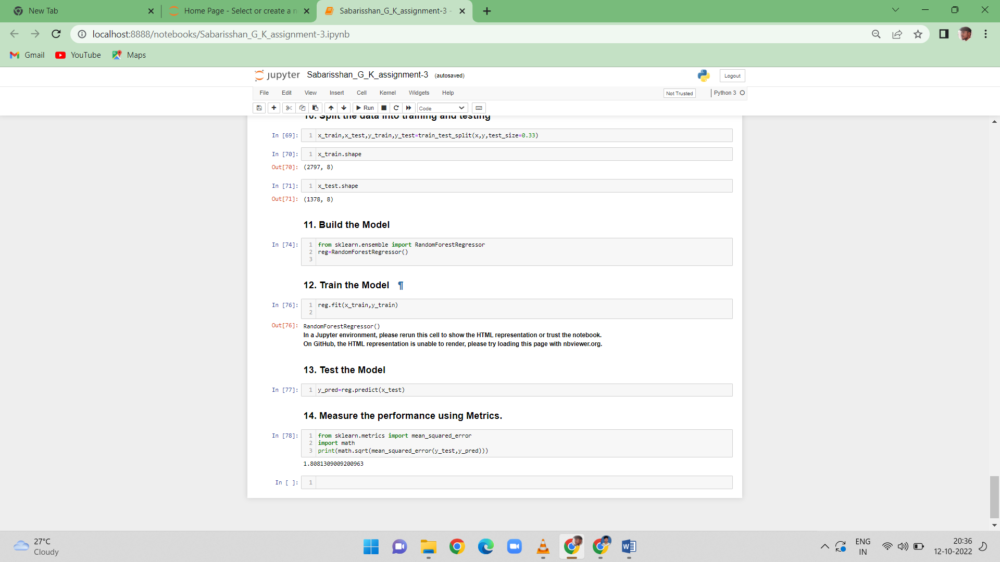 New Tab
Home Page - Select or create a n
Sabarisshan_G_K_assignment-3 -
localhost:8888/notebooks/Sabarisshan_G_K_assignment-3.ipynb
Gmail
YouTube
Maps
jupyter
Sabarisshan_G_K_assignment-3 (autosaved)
Logout
File Edit View Insert Cell Kernel Widgets Help
Not Trusted
Python 3
Run
Code
10. Split the data into training and testing
In [69]: 1 x_train,x_test,y_train,y_test=train_test_split(x,y,test_size=0.33)
In [70]: 1 x_train.shape
Out[70]: (2797, 8)
In [71]: 1 x_test.shape
Out[71]: (1378, 8)
11. Build the Model
In [74]: 1 from sklearn.ensemble import RandomForestRegressor
2 reg=RandomForestRegressor()
3
12. Train the Model ¶
In [76]: 1 reg.fit(x_train,y_train)
2
Out[76]: RandomForestRegressor()
In a Jupyter environment, please rerun this cell to show the HTML representation or trust the notebook.
On GitHub, the HTML representation is unable to render, please try loading this page with nbviewer.org.
13. Test the Model
In [77]: 1 y_pred=reg.predict(x_test)
14. Measure the performance using Metrics.
In [78]: 1 from sklearn.metrics import mean_squared_error
2 import math
3 print(math.sqrt(mean_squared_error(y_test,y_pred)))
1.8081309009200963
In [ ]: 1
27°C
Cloudy
ENG
IN
20:36
12-10-2022